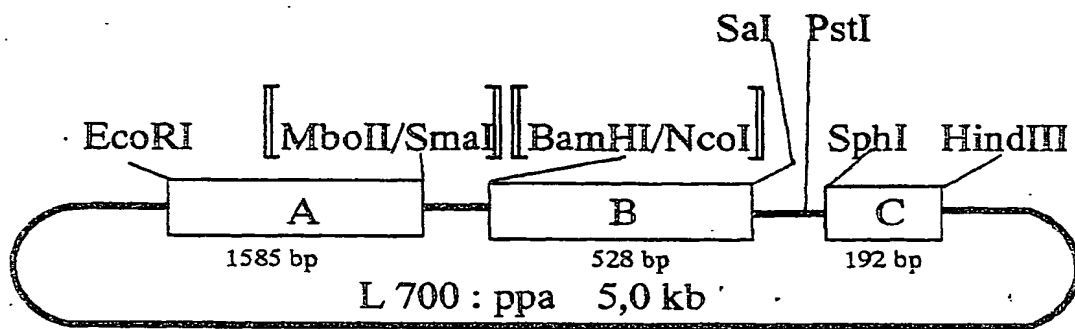 SalI PstI
EcoRI [MboII/SmaI] [BamHI/NcoI] SphI HindIII
A B C
1585 bp 528 bp 192 bp
L 700 : ppa 5,0 kb